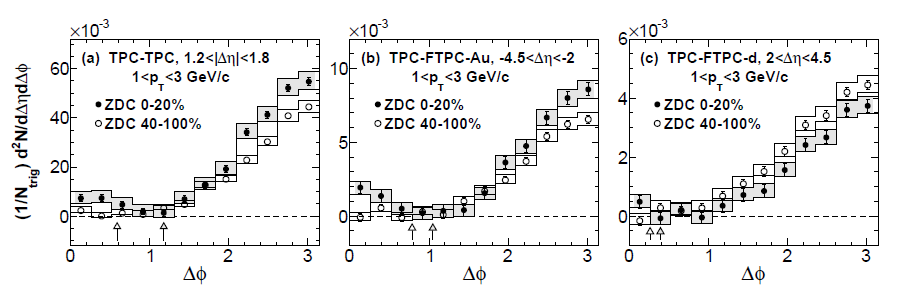 ×10⁻³ ×10⁻³ ×10⁻³
(a) TPC-TPC, 1.2<|Δη|<1.8
1<p_T<3 GeV/c
ZDC 0-20%
ZDC 40-100%
(b) TPC-FTPC-Au, -4.5<Δη<-2
1<p_T<3 GeV/c
ZDC 0-20%
ZDC 40-100%
(c) TPC-FTPC-d, 2<Δη<4.5
1<p_T<3 GeV/c
ZDC 0-20%
ZDC 40-100%
(1/N_trig) d²N/dΔηdΔϕ
60
40
20
0
10
5
0
6
4
2
0
0 1 2 3 0 1 2 3 0 1 2 3
Δϕ Δϕ Δϕ